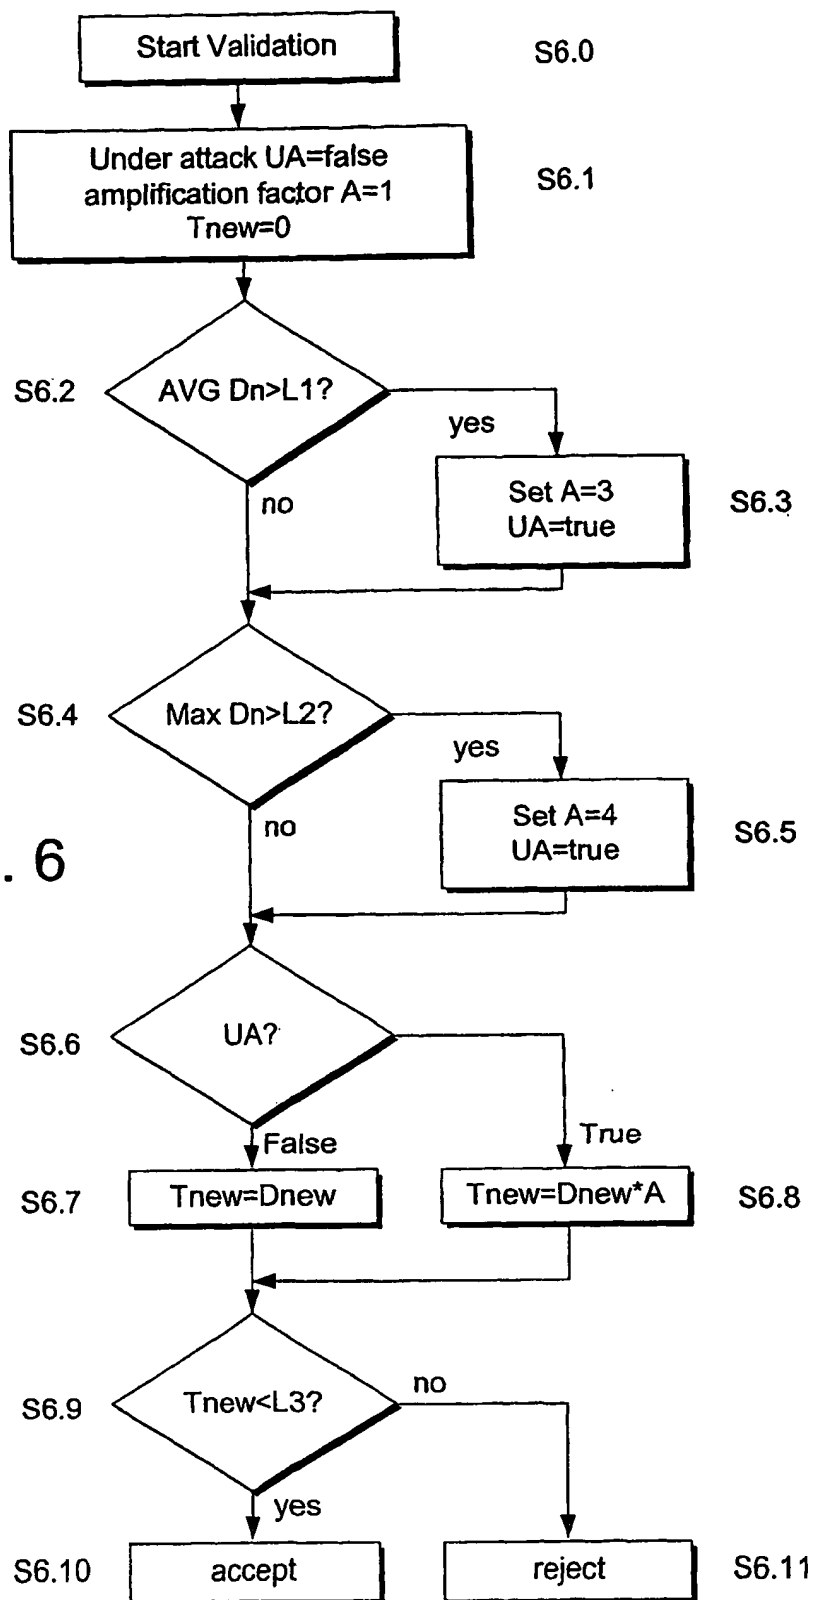 Start Validation
S6.0
Under attack UA=false
amplification factor A=1
Tnew=0
S6.1
S6.2
AVG Dn>L1?
yes
no
Set A=3
UA=true
S6.3
S6.4
Max Dn>L2?
yes
no
Set A=4
UA=true
S6.5
. 6
S6.6
UA?
False
True
S6.7
Tnew=Dnew
Tnew=Dnew*A
S6.8
S6.9
Tnew<L3?
no
yes
S6.10
accept
reject
S6.11